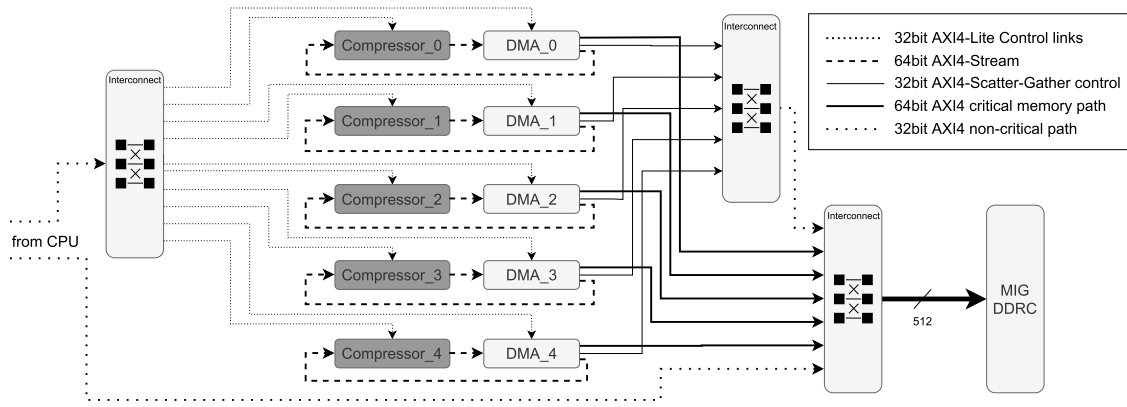 Interconnect
from CPU
Compressor_0
DMA_0
Compressor_1
DMA_1
Compressor_2
DMA_2
Compressor_3
DMA_3
Compressor_4
DMA_4
Interconnect
Interconnect
512
MIG
DDRC
32bit AXI4-Lite Control links
64bit AXI4-Stream
32bit AXI4-Scatter-Gather control
64bit AXI4 critical memory path
32bit AXI4 non-critical path